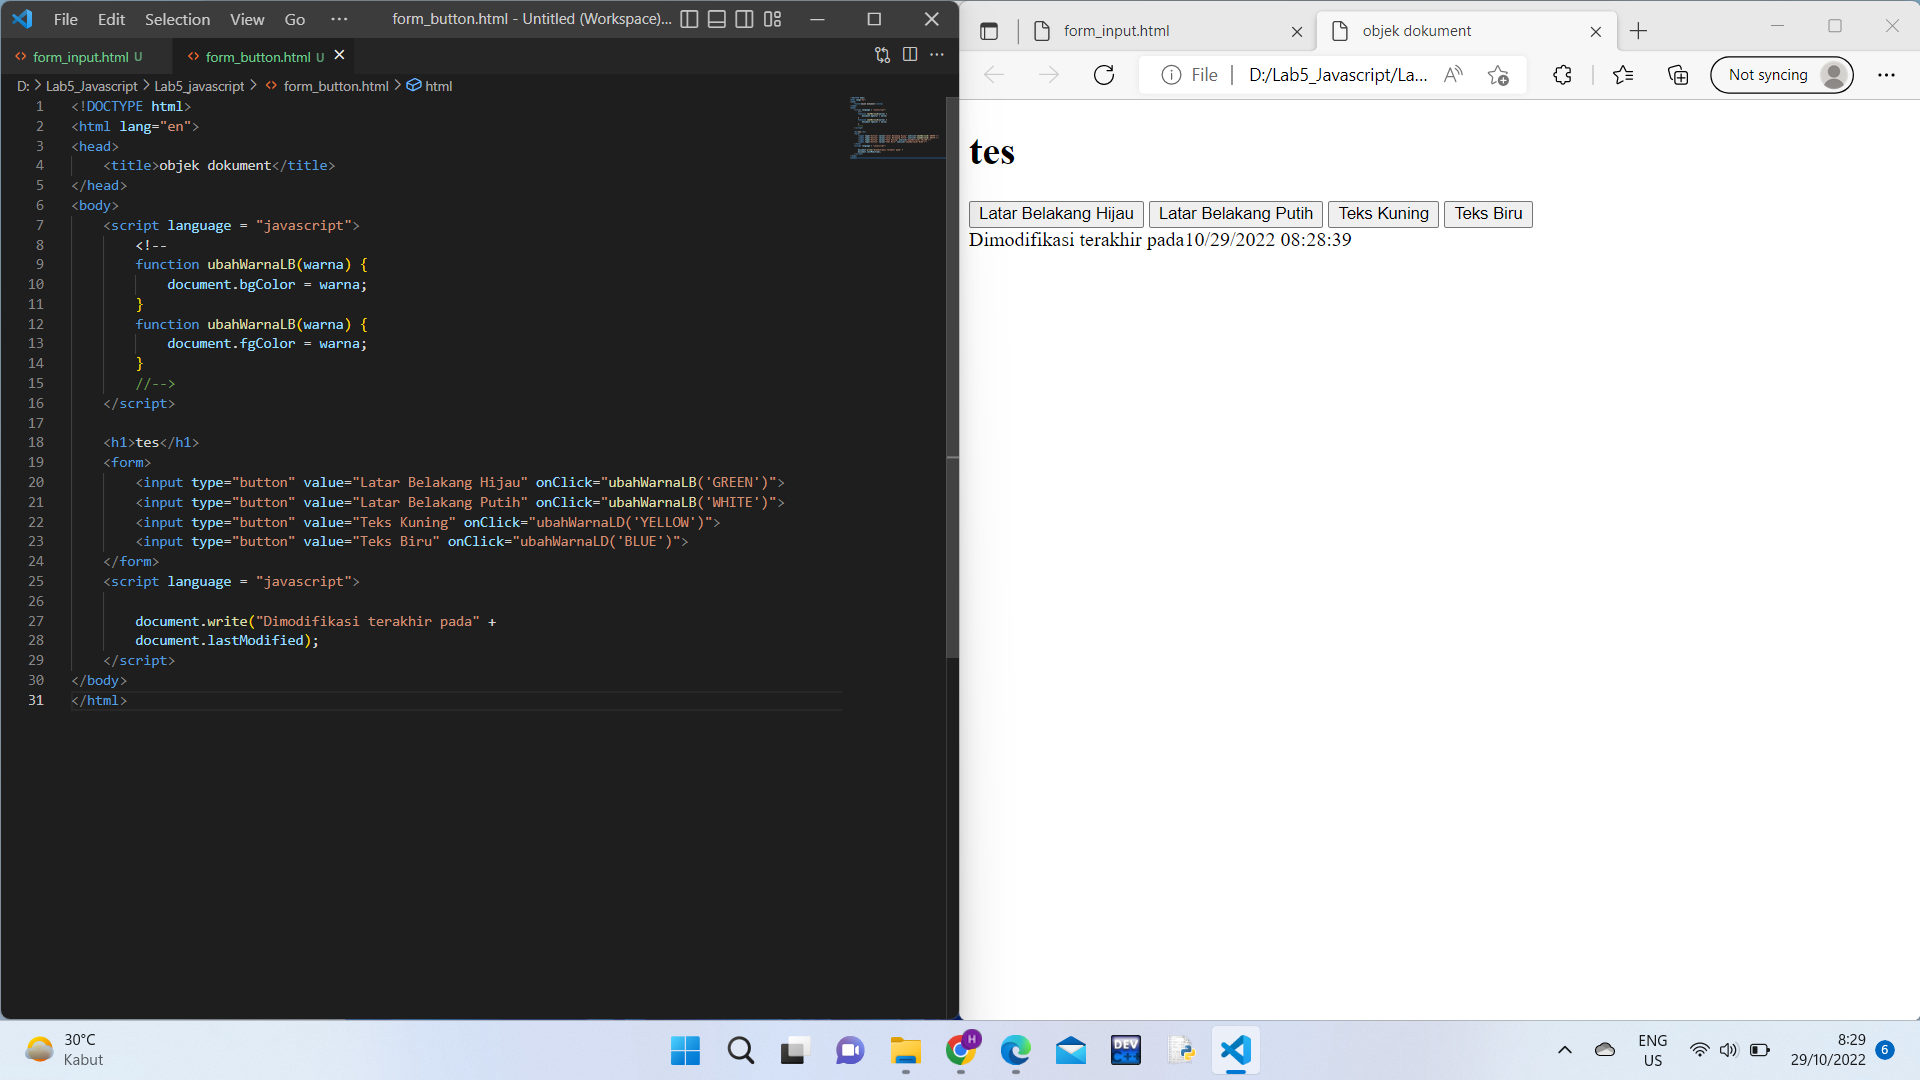 File Edit Selection View Go ··· form_button.html - Untitled (Workspace)...
form_input.html U form_button.html U
D: > Lab5_Javascript > Lab5_javascript > form_button.html > html
1 <!DOCTYPE html>
2 <html lang="en">
3 <head>
4 <title>objek dokument</title>
5 </head>
6 <body>
7 <script language = "javascript">
8 <!--
9 function ubahWarnaLB(warna) {
10 document.bgColor = warna;
11 }
12 function ubahWarnaLB(warna) {
13 document.fgColor = warna;
14 }
15 //-->
16 </script>
17
18 <h1>tes</h1>
19 <form>
20 <input type="button" value="Latar Belakang Hijau" onClick="ubahWarnaLB('GREEN')">
21 <input type="button" value="Latar Belakang Putih" onClick="ubahWarnaLB('WHITE')">
22 <input type="button" value="Teks Kuning" onClick="ubahWarnaLD('YELLOW')">
23 <input type="button" value="Teks Biru" onClick="ubahWarnaLD('BLUE')">
24 </form>
25 <script language = "javascript">
26
27 document.write("Dimodifikasi terakhir pada" +
28 document.lastModified);
29 </script>
30 </body>
31 </html>
form_input.html objek dokument
File D:/Lab5_Javascript/La... Not syncing
tes
Latar Belakang Hijau Latar Belakang Putih Teks Kuning Teks Biru
Dimodifikasi terakhir pada10/29/2022 08:28:39
30°C
Kabut
H
DEV
C++
ENG
US
8:29
29/10/2022
6